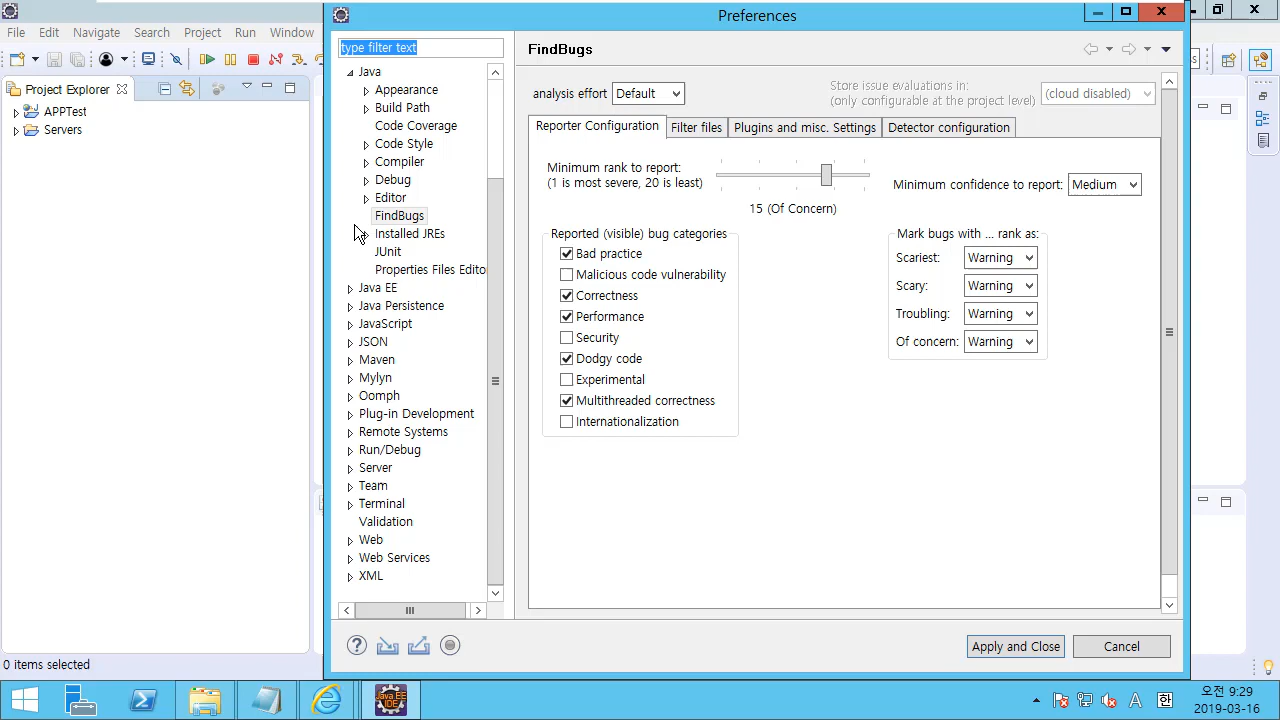 Preferences
File Edit Navigate Search Project Run Window
type filter text
FindBugs
Project Explorer
APPTest
Servers
Java
Appearance
Build Path
Code Coverage
Code Style
Compiler
Debug
Editor
FindBugs
Installed JREs
JUnit
Properties Files Edito
Java EE
Java Persistence
JavaScript
JSON
Maven
Mylyn
Oomph
Plug-in Development
Remote Systems
Run/Debug
Server
Team
Terminal
Validation
Web
Web Services
XML
analysis effort Default
Store issue evaluations in:
(only configurable at the project level) (cloud disabled)
Reporter Configuration Filter files Plugins and misc. Settings Detector configuration
Minimum rank to report:
(1 is most severe, 20 is least)
15 (Of Concern)
Minimum confidence to report: Medium
Reported (visible) bug categories
Bad practice
Malicious code vulnerability
Correctness
Performance
Security
Dodgy code
Experimental
Multithreaded correctness
Internationalization
Mark bugs with ... rank as:
Scariest: Warning
Scary: Warning
Troubling: Warning
Of concern: Warning
Apply and Close Cancel
0 items selected
Java EE
IDE
A 한
오전 9:29
2019-03-16